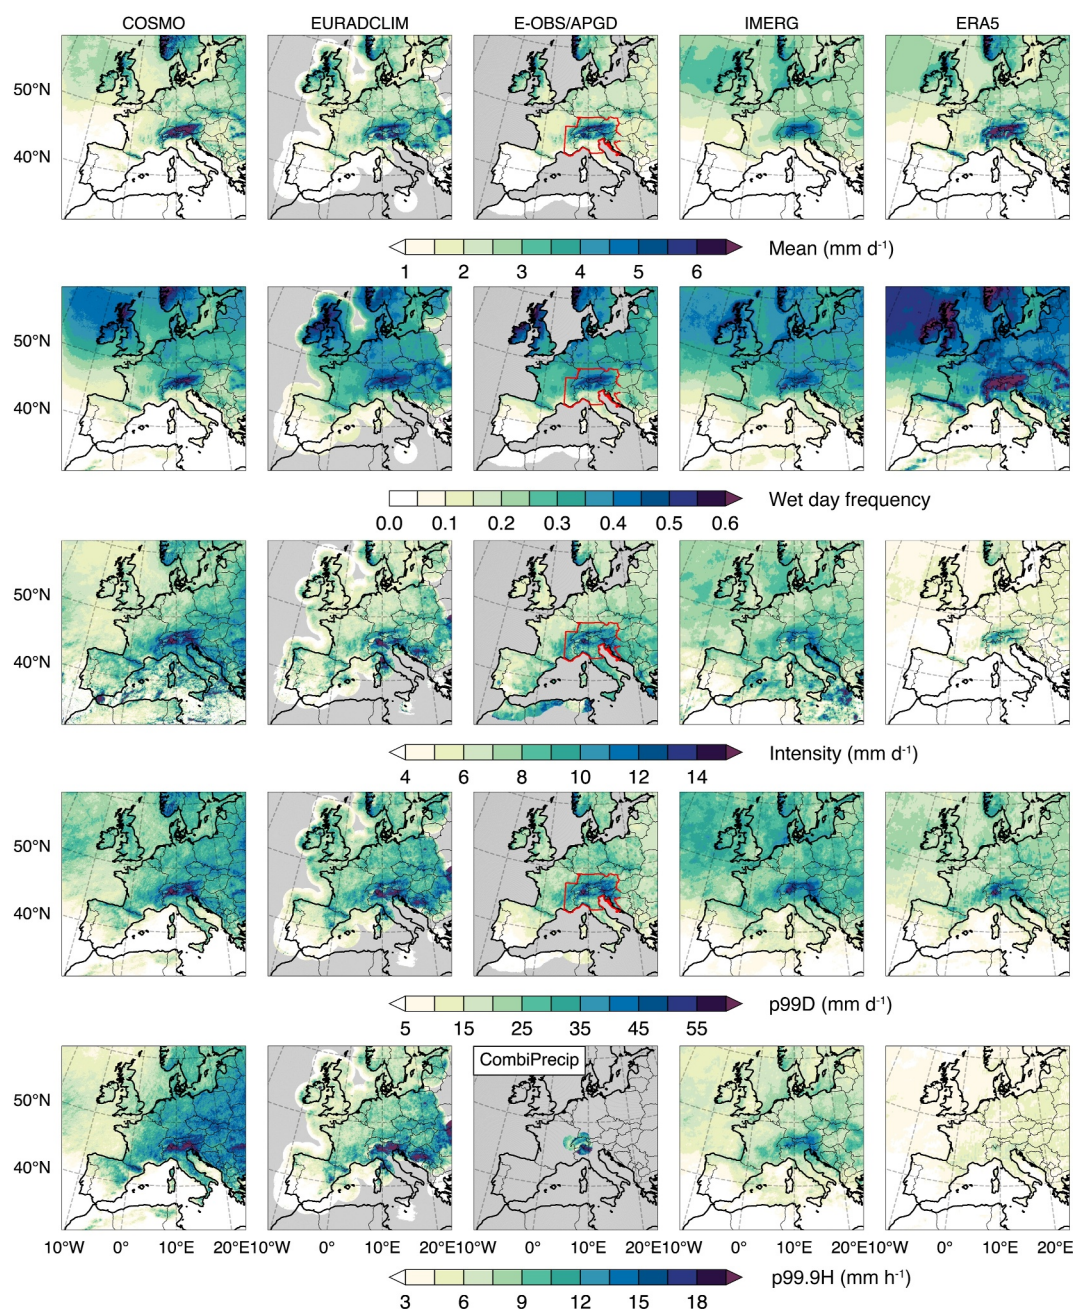 COSMO EURADCLIM E-OBS/APGD IMERG ERA5
50°N
40°N
Mean (mm d⁻¹)
1 2 3 4 5 6
50°N
40°N
Wet day frequency
0.0 0.1 0.2 0.3 0.4 0.5 0.6
50°N
40°N
Intensity (mm d⁻¹)
4 6 8 10 12 14
50°N
40°N
p99D (mm d⁻¹)
5 15 25 35 45 55
CombiPrecip
50°N
40°N
10°W 0° 10°E 20°E 10°W 0° 10°E 20°E 10°W 0° 10°E 20°E 10°W 0° 10°E 20°E 10°W 0° 10°E 20°E
p99.9H (mm h⁻¹)
3 6 9 12 15 18